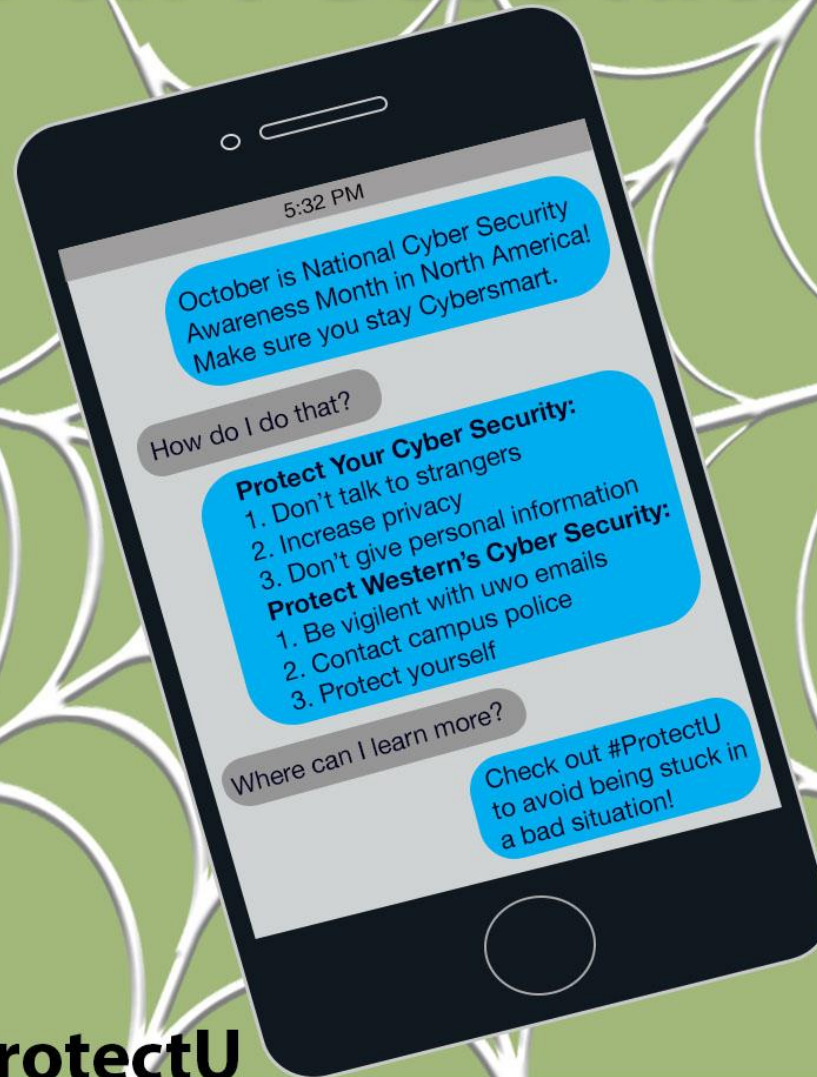 5:32 PM
October is National Cyber Security
Awareness Month in North America!
Make sure you stay Cybersmart.
How do I do that?
Protect Your Cyber Security:
1. Don't talk to strangers
2. Increase privacy
3. Don't give personal information
Protect Western's Cyber Security:
1. Be vigilent with uwo emails
2. Contact campus police
3. Protect yourself
Where can I learn more?
Check out #ProtectU
to avoid being stuck in
a bad situation!
rotectU